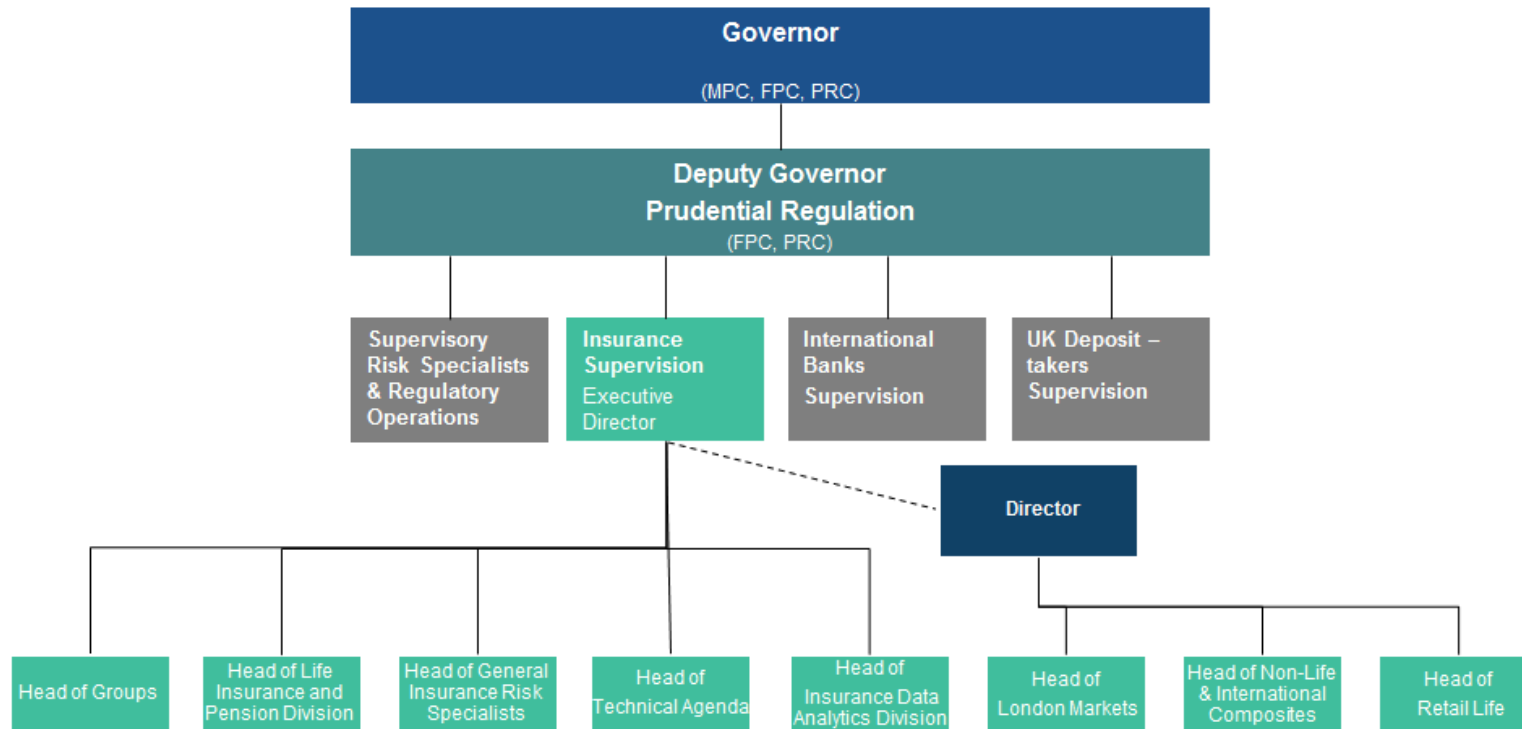 Governor
(MPC, FPC, PRC)
Deputy Governor
Prudential Regulation
(FPC, PRC)
Supervisory
Risk Specialists
& Regulatory
Operations
Insurance
Supervision
Executive
Director
International
Banks
Supervision
UK Deposit –
takers
Supervision
Director
Head of Groups
Head of Life
Insurance and
Pension Division
Head of General
Insurance Risk
Specialists
Head of
Technical Agenda
Head of
Insurance Data
Analytics Division
Head of
London Markets
Head of Non-Life
& International
Composites
Head of
Retail Life